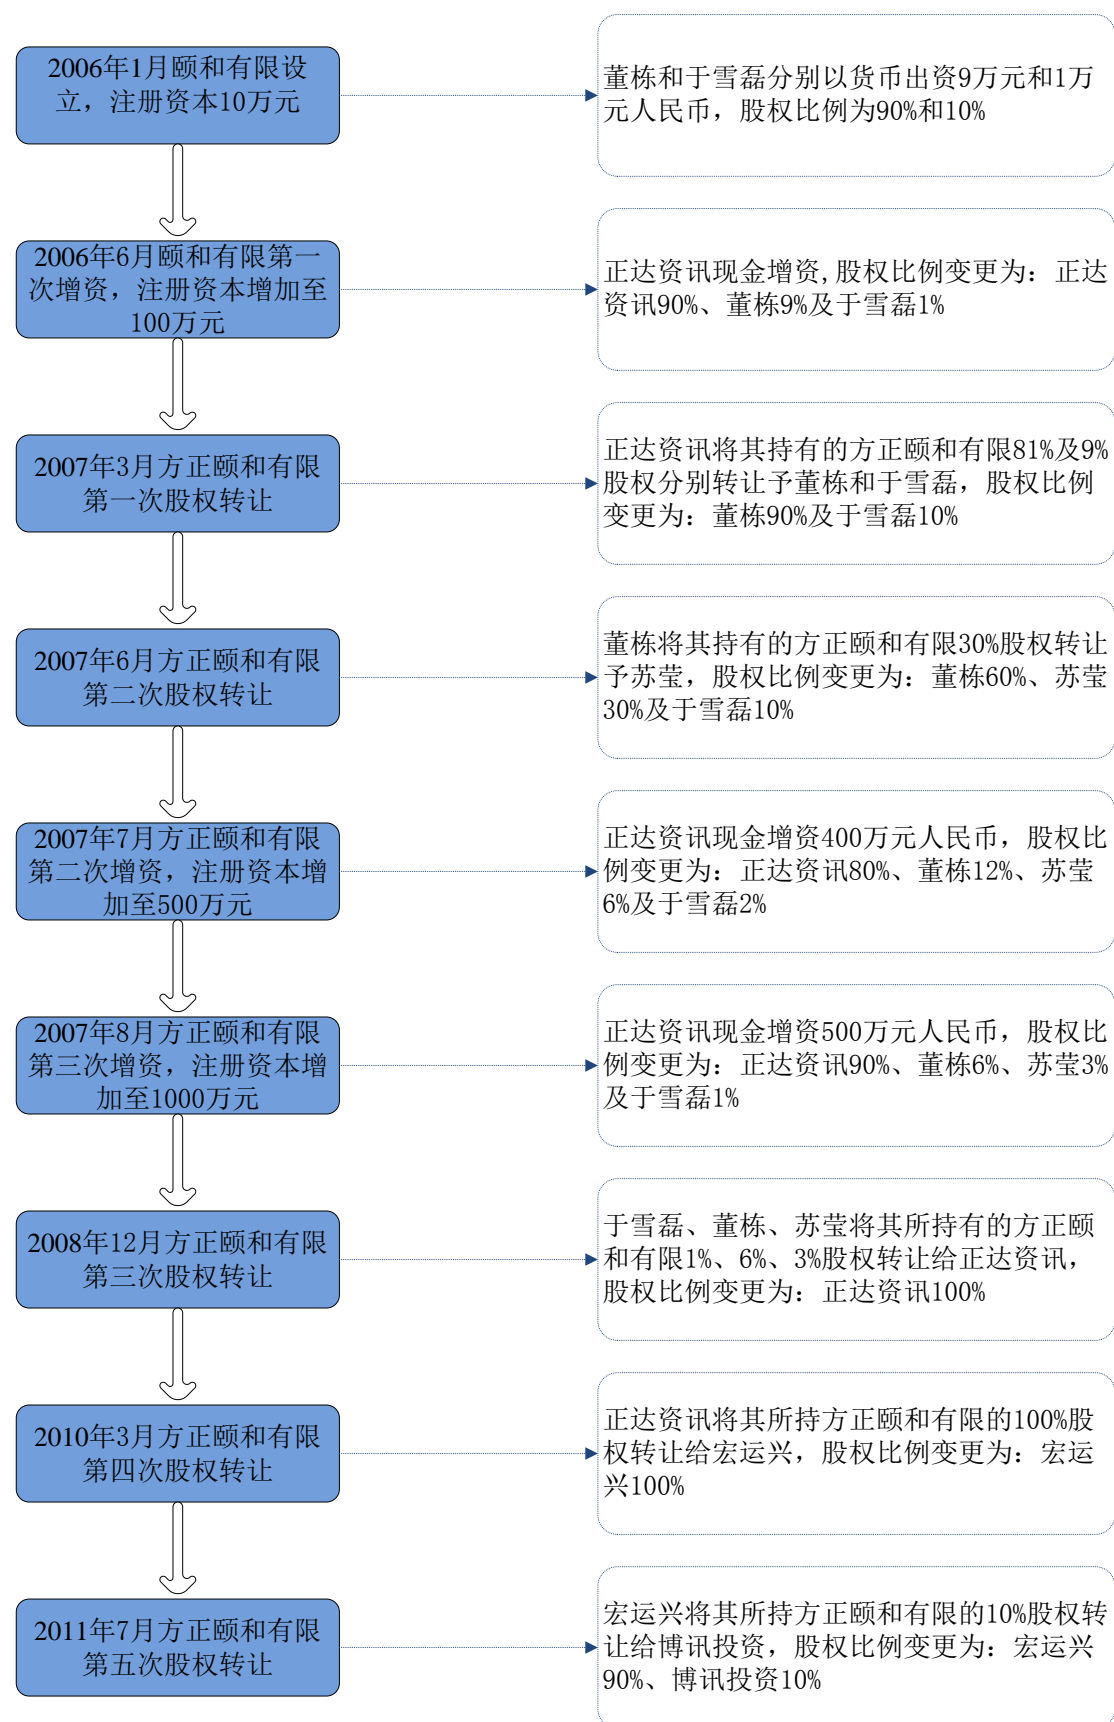 2006年1月颐和有限设
立，注册资本10万元
董栋和于雪磊分别以货币出资9万元和1万
元人民币，股权比例为90%和10%
2006年6月颐和有限第一
次增资，注册资本增加至
100万元
正达资讯现金增资,股权比例变更为：正达
资讯90%、董栋9%及于雪磊1%
2007年3月方正颐和有限
第一次股权转让
正达资讯将其持有的方正颐和有限81%及9%
股权分别转让予董栋和于雪磊，股权比例
变更为：董栋90%及于雪磊10%
2007年6月方正颐和有限
第二次股权转让
董栋将其持有的方正颐和有限30%股权转让
予苏莹，股权比例变更为：董栋60%、苏莹
30%及于雪磊10%
2007年7月方正颐和有限
第二次增资，注册资本增
加至500万元
正达资讯现金增资400万元人民币，股权比
例变更为：正达资讯80%、董栋12%、苏莹
6%及于雪磊2%
2007年8月方正颐和有限
第三次增资，注册资本增
加至1000万元
正达资讯现金增资500万元人民币，股权比
例变更为：正达资讯90%、董栋6%、苏莹3%
及于雪磊1%
2008年12月方正颐和有限
第三次股权转让
于雪磊、董栋、苏莹将其所持有的方正颐
和有限1%、6%、3%股权转让给正达资讯，
股权比例变更为：正达资讯100%
2010年3月方正颐和有限
第四次股权转让
正达资讯将其所持方正颐和有限的100%股
权转让给宏运兴，股权比例变更为：宏运
兴100%
2011年7月方正颐和有限
第五次股权转让
宏运兴将其所持方正颐和有限的10%股权转
让给博讯投资，股权比例变更为：宏运兴
90%、博讯投资10%